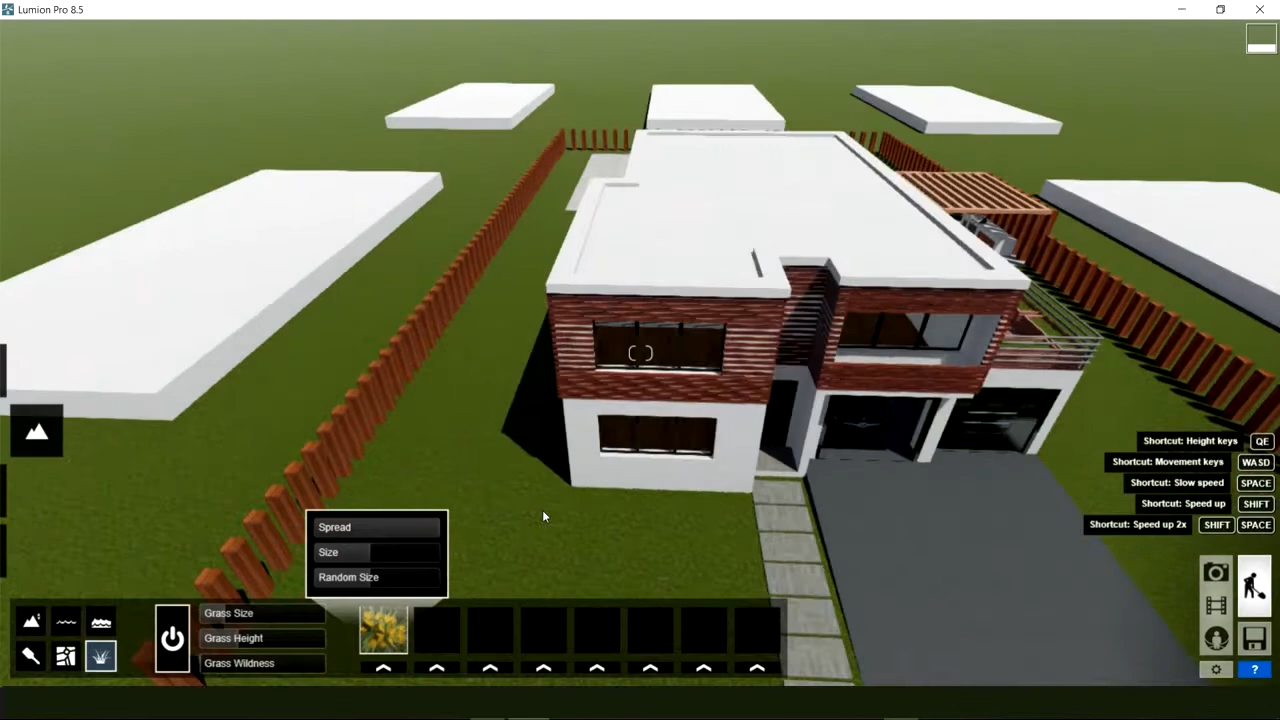 Lumion Pro 8.5
Shortcut: Height keys QE
Shortcut: Movement keys WASD
Shortcut: Slow speed SPACE
Shortcut: Speed up SHIFT
Shortcut: Speed up 2x SHIFT SPACE
Spread
Size
Random Size
Grass Size
Grass Height
Grass Wildness
?